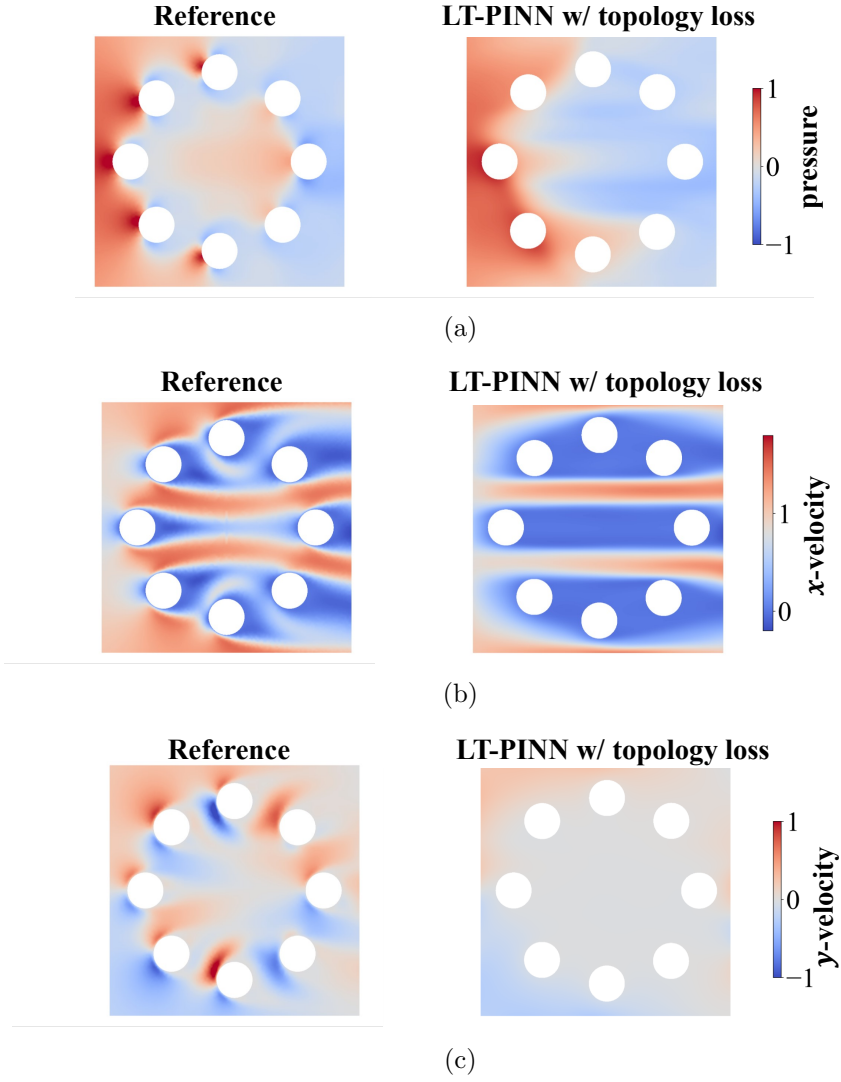 Reference
LT-PINN w/ topology loss
1
0
−1
pressure
(a)
Reference
LT-PINN w/ topology loss
1
0
x-velocity
(b)
Reference
LT-PINN w/ topology loss
1
0
−1
y-velocity
(c)